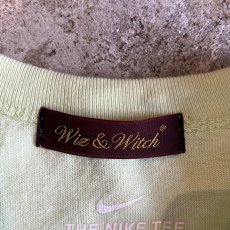 Wiz & Witch®
THE NIKE TEE